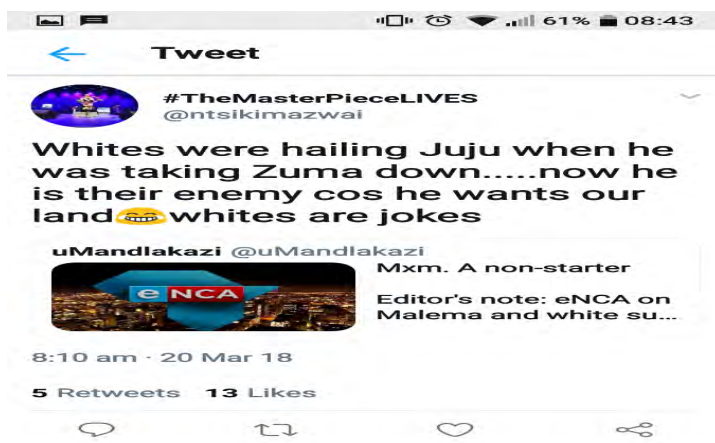 61% 08:43
Tweet
#TheMasterPieceLIVES
@ntsikimazwai
Whites were hailing Juju when he
was taking Zuma down.....now he
is their enemy cos he wants our
land😂whites are jokes
uMandlakazi @uMandlakazi
eNCA
Mxm. A non-starter
Editor's note: eNCA on
Malema and white su...
8:10 am · 20 Mar 18
5 Retweets 13 Likes